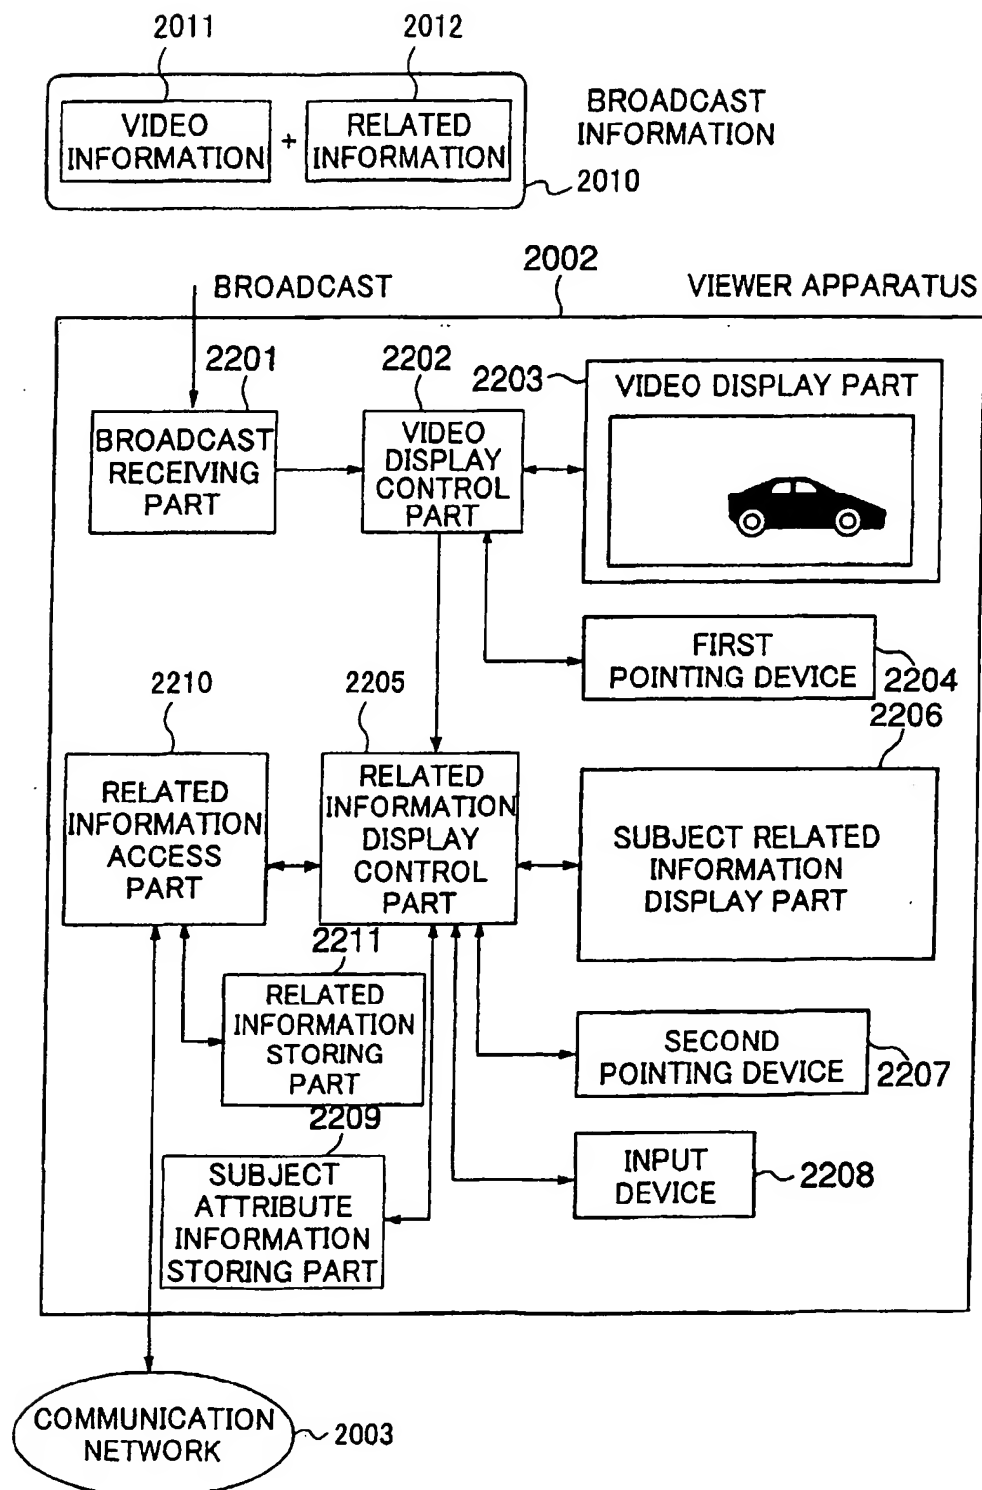 2011
2012
VIDEO
INFORMATION
+
RELATED
INFORMATION
BROADCAST
INFORMATION
2010
BROADCAST
2002
VIEWER APPARATUS
2201
BROADCAST
RECEIVING
PART
2202
VIDEO
DISPLAY
CONTROL
PART
2203
VIDEO DISPLAY PART
FIRST
POINTING DEVICE
2204
2210
RELATED
INFORMATION
ACCESS
PART
2205
RELATED
INFORMATION
DISPLAY
CONTROL
PART
2206
SUBJECT RELATED
INFORMATION
DISPLAY PART
2211
RELATED
INFORMATION
STORING
PART
SECOND
POINTING DEVICE
2207
2209
SUBJECT
ATTRIBUTE
INFORMATION
STORING PART
INPUT
DEVICE
2208
COMMUNICATION
NETWORK
2003